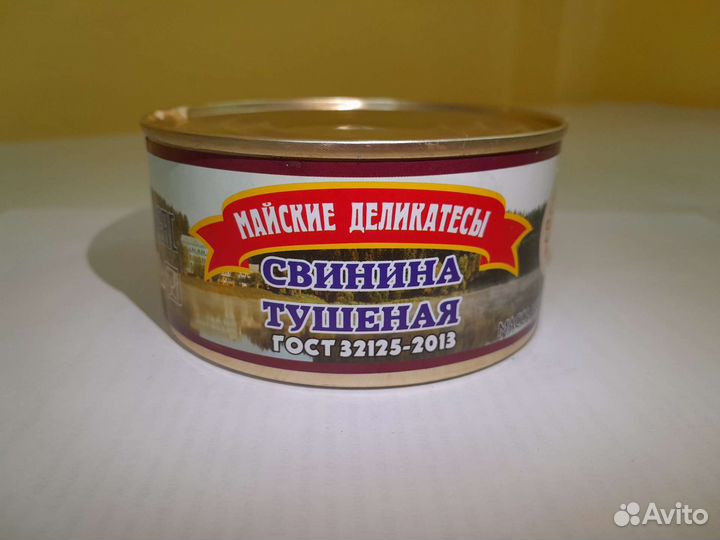 МАЙСКИЕ ДЕЛИКАТЕСЫ
СВИНИНА
ТУШЕНАЯ
ГОСТ 32125-2013
Avito